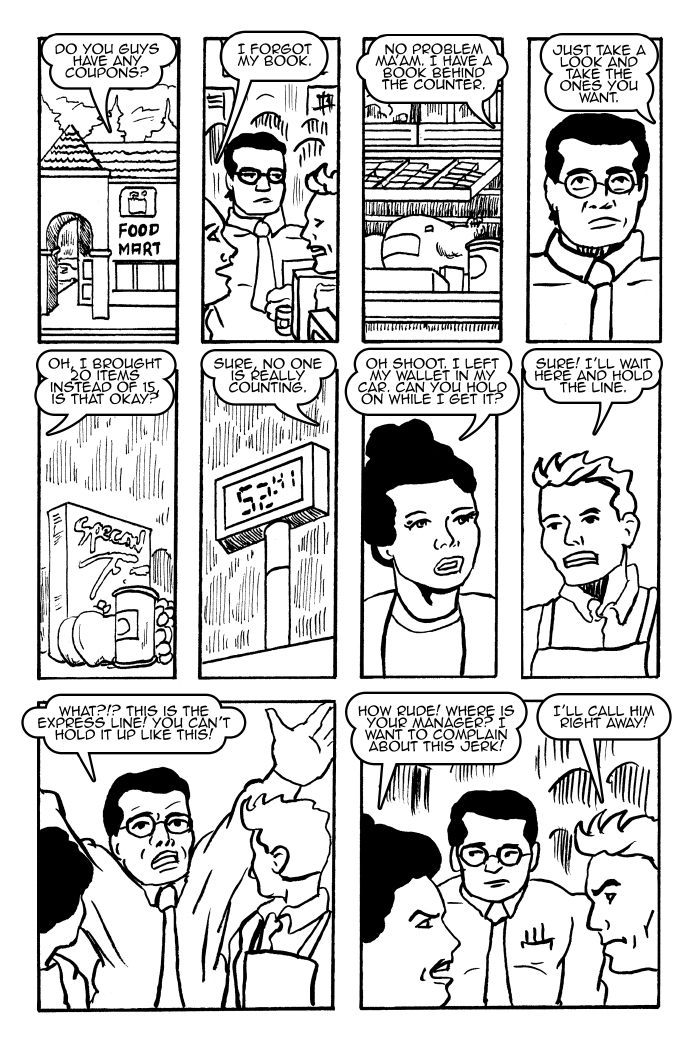 DO YOU GUYS
HAVE ANY
COUPONS?
I FORGOT
MY BOOK.
NO PROBLEM
MA'AM. I HAVE A
BOOK BEHIND
THE COUNTER.
JUST TAKE A
LOOK AND
TAKE THE
ONES YOU
WANT.
FOOD
MART
OH, I BROUGHT
20 ITEMS
INSTEAD OF 15,
IS THAT OKAY?
SURE, NO ONE
IS REALLY
COUNTING.
OH SHOOT. I LEFT
MY WALLET IN MY
CAR. CAN YOU HOLD
ON WHILE I GET IT?
SURE! I'LL WAIT
HERE AND HOLD
THE LINE.
Special
WHAT?!? THIS IS THE
EXPRESS LINE! YOU CAN'T
HOLD IT UP LIKE THIS!
HOW RUDE! WHERE IS
YOUR MANAGER? I
WANT TO COMPLAIN
ABOUT THIS JERK!
I'LL CALL HIM
RIGHT AWAY!